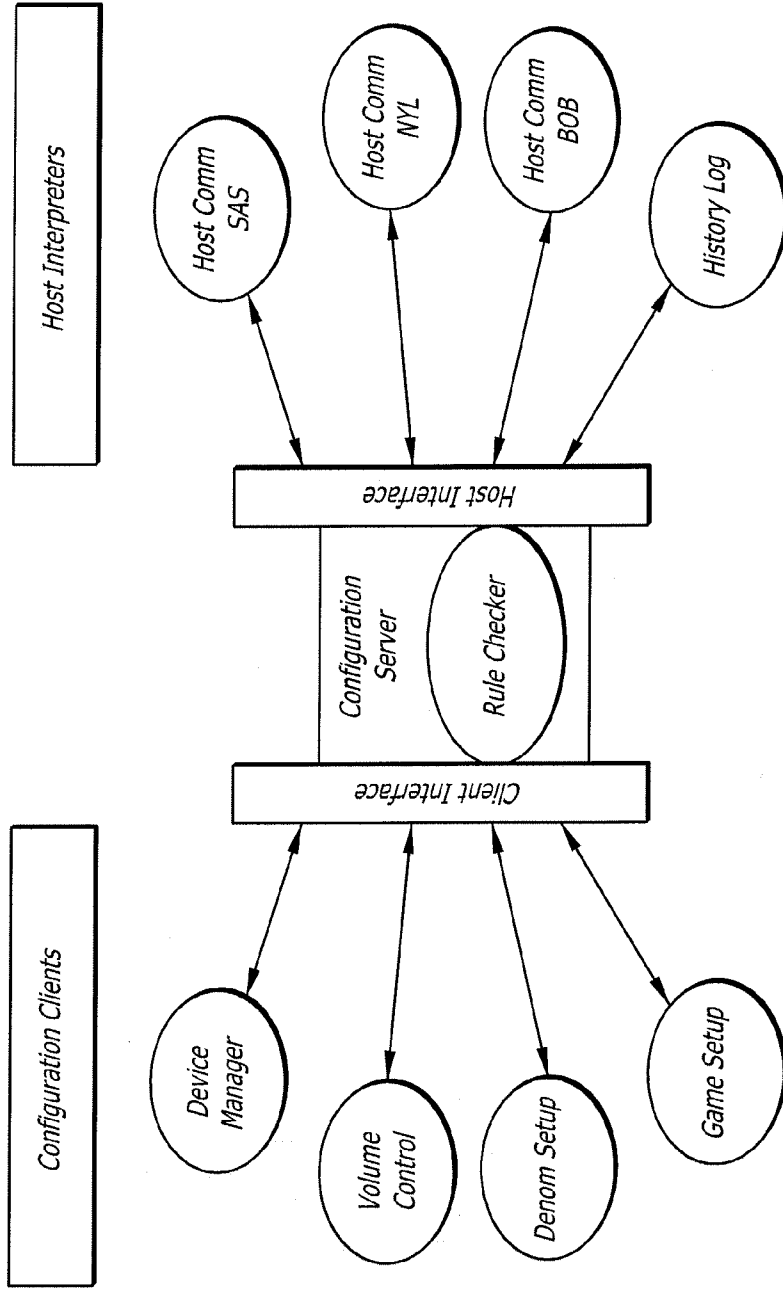 Configuration Clients
Host Interpreters
Device
Manager
Volume
Control
Denom Setup
Game Setup
Client Interface
Configuration
Server
Rule Checker
Host Interface
Host Comm
SAS
Host Comm
NYL
Host Comm
BOB
History Log